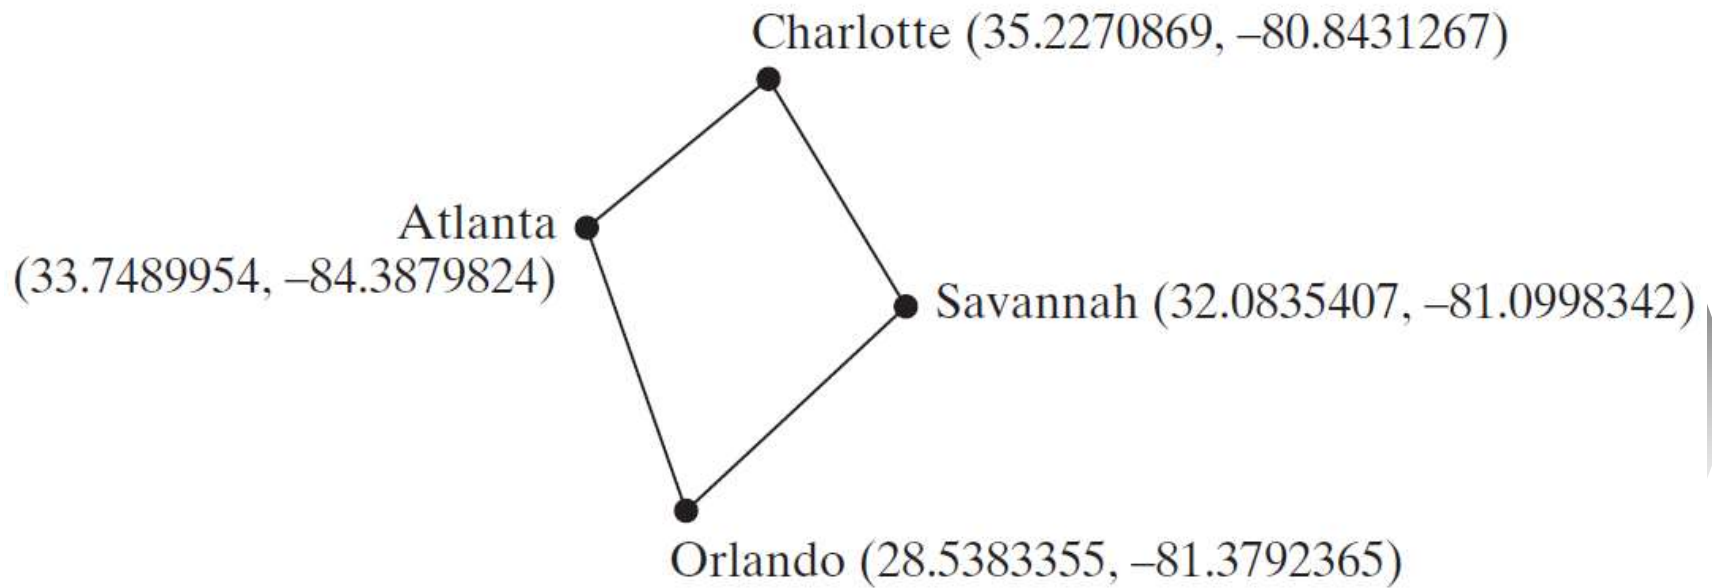 Charlotte (35.2270869, –80.8431267)
Atlanta
(33.7489954, –84.3879824)
Savannah (32.0835407, –81.0998342)
Orlando (28.5383355, –81.3792365)